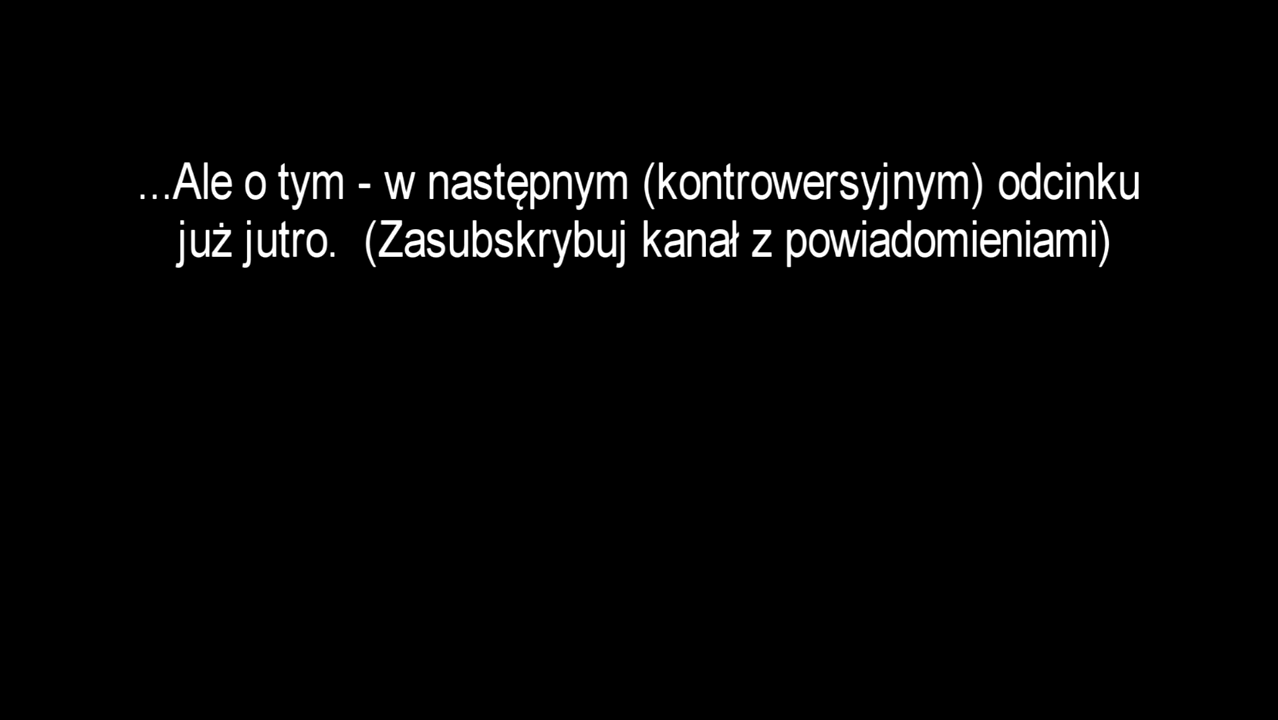 ...Ale o tym - w następnym (kontrowersyjnym) odcinku
już jutro.  (Zasubskrybuj kanał z powiadomieniami)